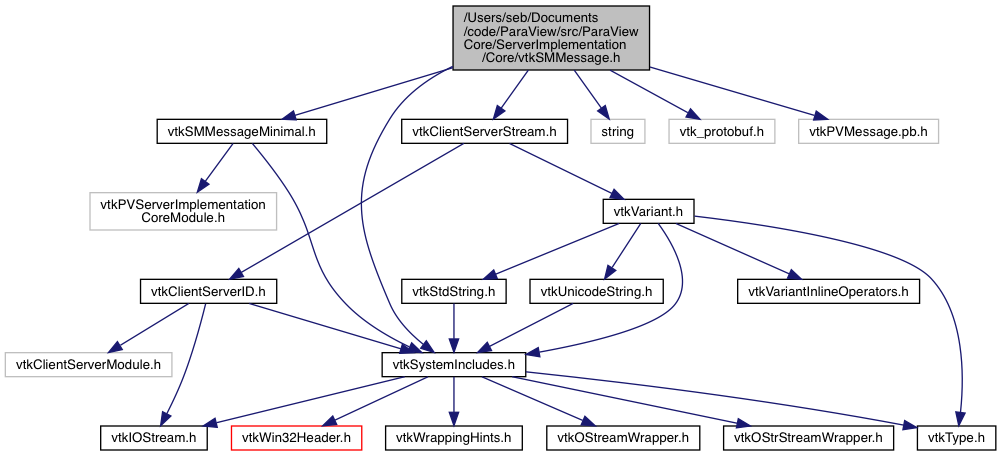 /Users/seb/Documents
/code/ParaView/src/ParaView
Core/ServerImplementation
/Core/vtkSMMessage.h
vtkSMMessageMinimal.h
vtkClientServerStream.h
string
vtk_protobuf.h
vtkPVMessage.pb.h
vtkPVServerImplementation
CoreModule.h
vtkVariant.h
vtkClientServerID.h
vtkStdString.h
vtkUnicodeString.h
vtkVariantInlineOperators.h
vtkClientServerModule.h
vtkSystemIncludes.h
vtkIOStream.h
vtkWin32Header.h
vtkWrappingHints.h
vtkOStreamWrapper.h
vtkOStrStreamWrapper.h
vtkType.h